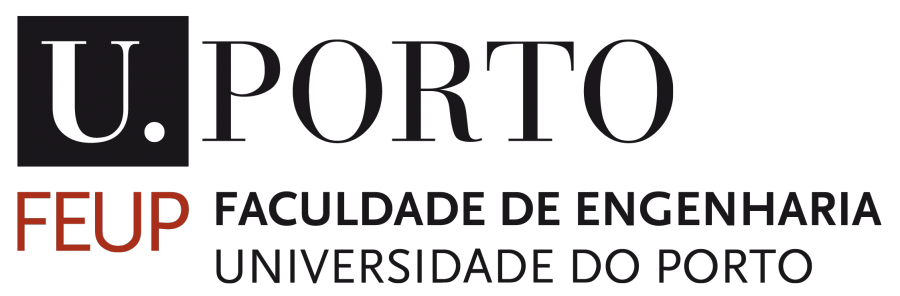 U. PORTO
FEUP FACULDADE DE ENGENHARIA
UNIVERSIDADE DO PORTO